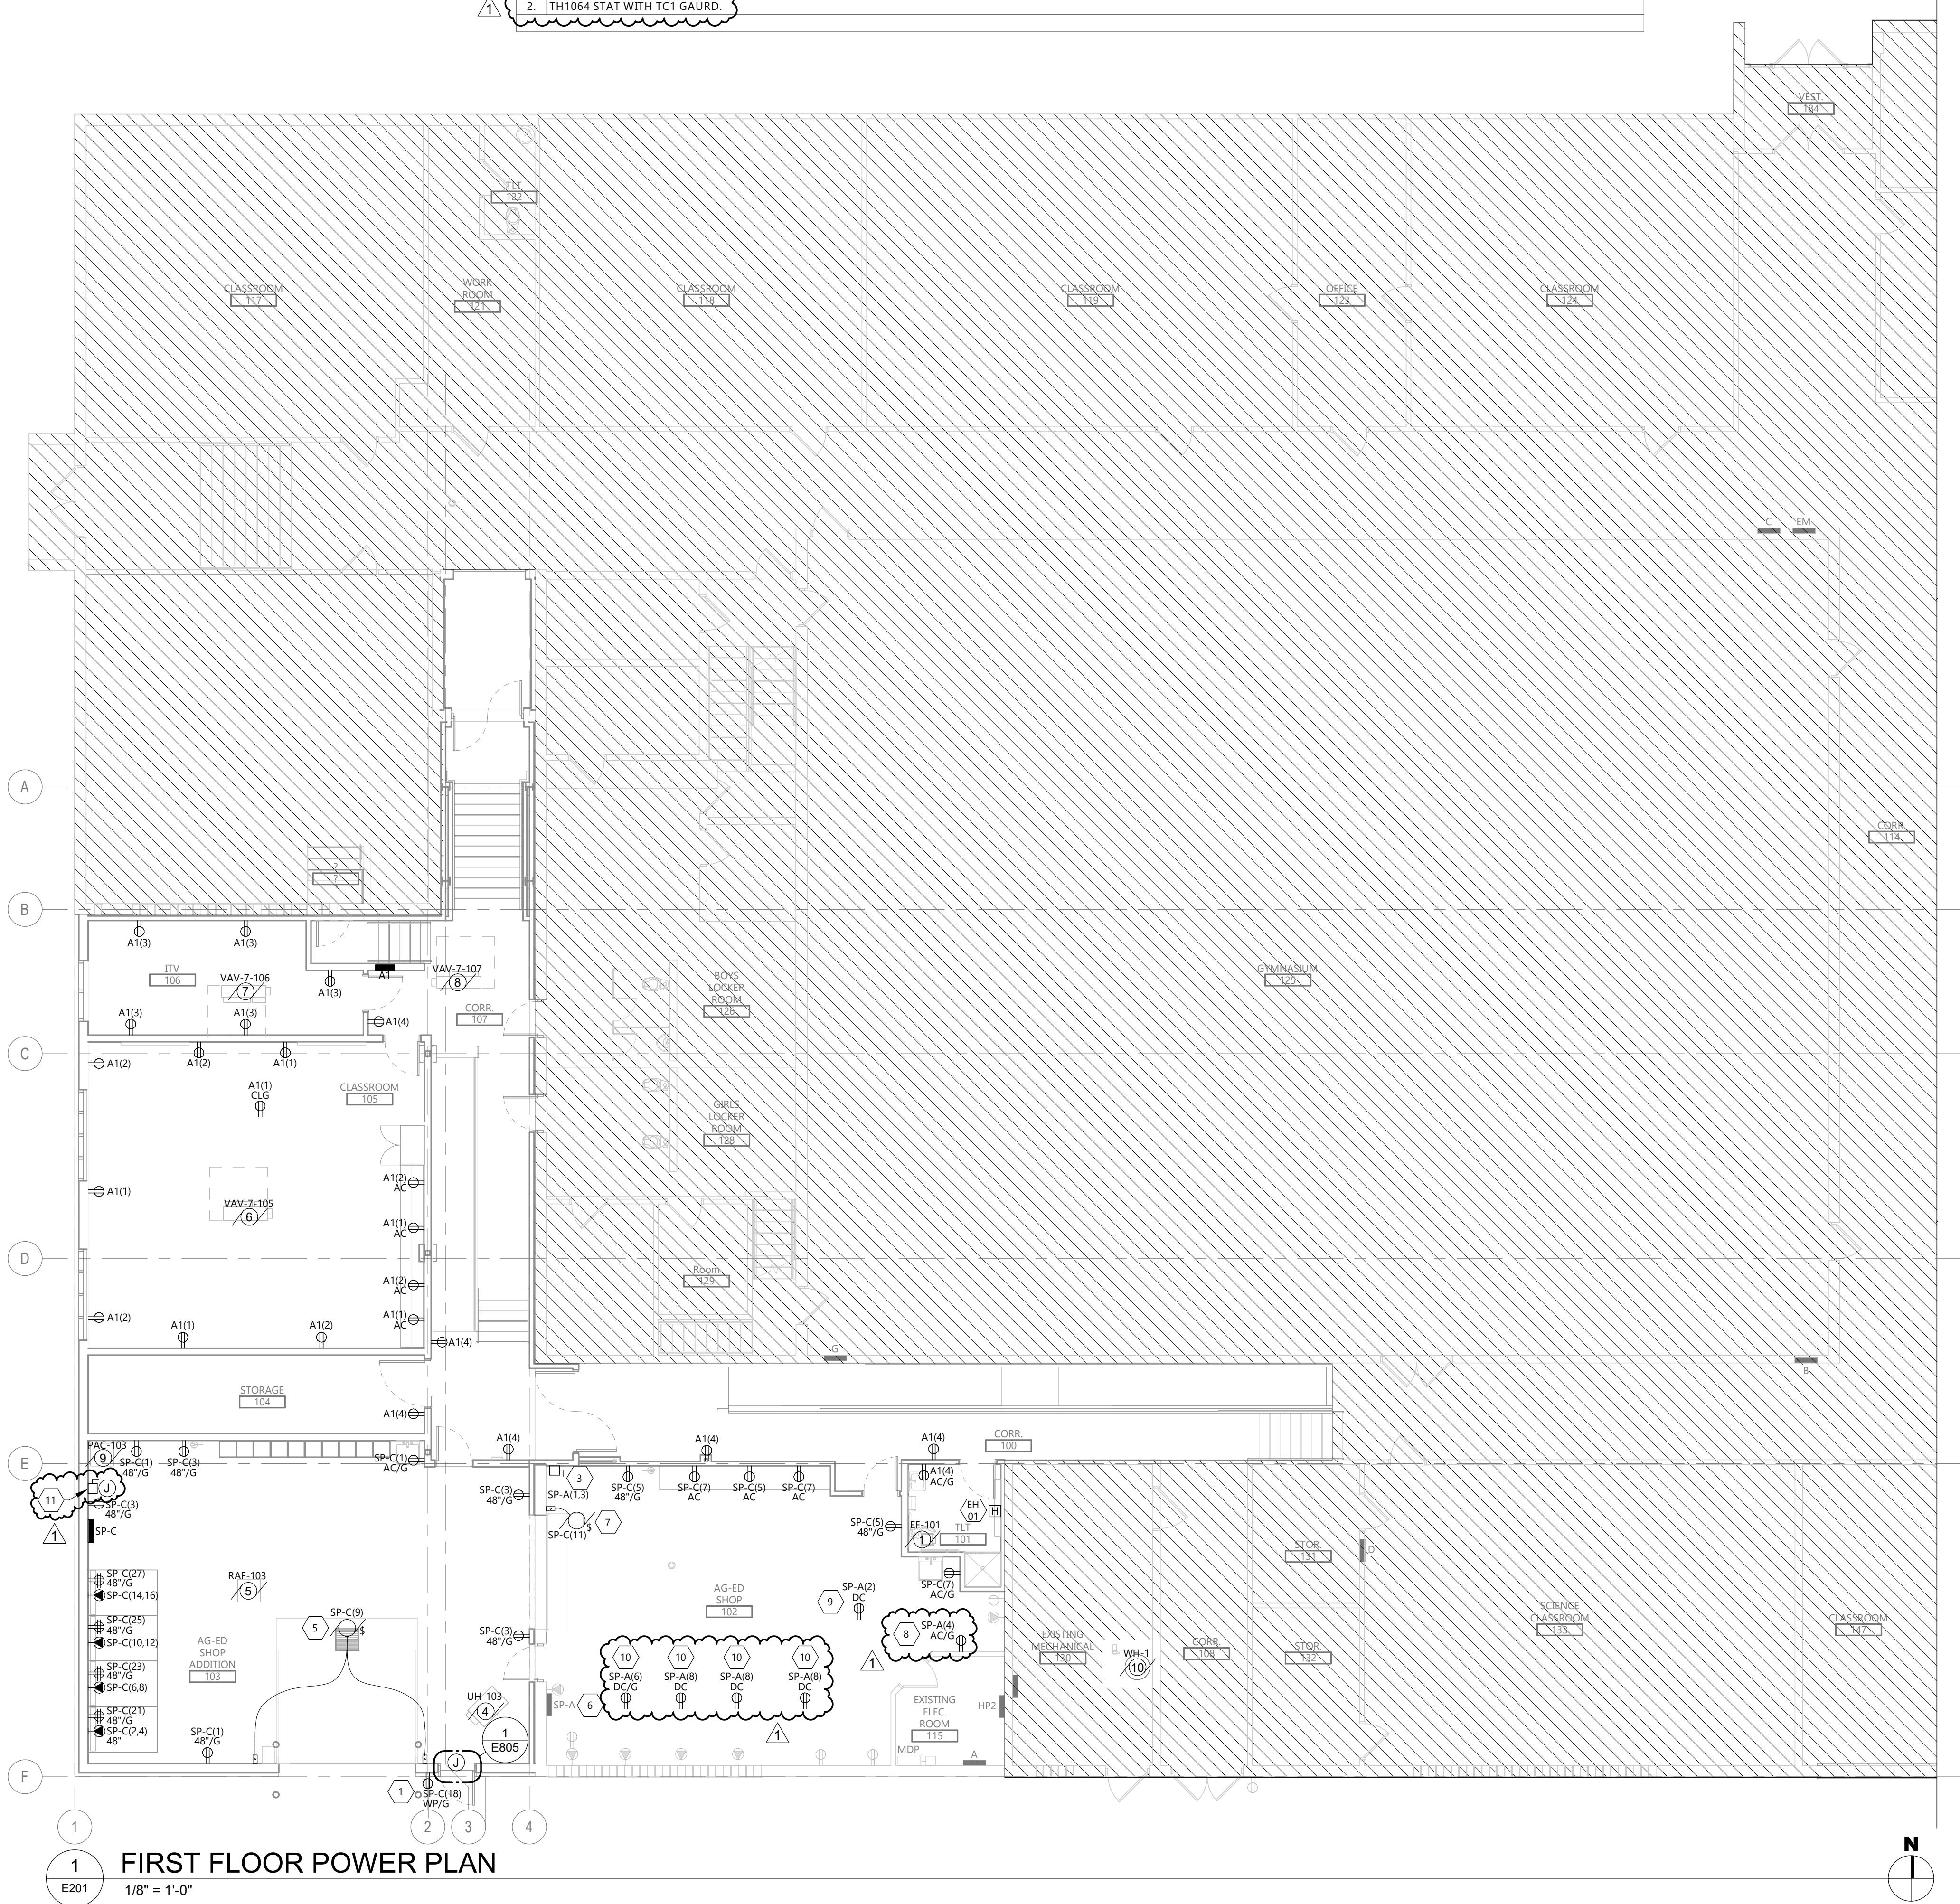 1
2. TH1064 STAT WITH TC1 GAURD.
VEST.
184
TLT
122
CLASSROOM
117
WORK
ROOM
121
CLASSROOM
118
CLASSROOM
119
OFFICE
123
CLASSROOM
124
C
EM
A
CORR.
114
?
?
B
A1(3)
A1(3)
ITV
106
VAV-7-106
7
A1(3)
A1
VAV-7-107
8
BOYS
LOCKER
ROOM
126
GYMNASIUM
125
A1(3)
A1(3)
A1(4)
CORR.
107
C
A1(2)
A1(2)
A1(1)
A1(1)
CLG
CLASSROOM
105
GIRLS
LOCKER
ROOM
128
A1(2)
AC
A1(1)
VAV-7-105
6
A1(1)
AC
D
Room
129
A1(2)
AC
A1(2)
A1(1)
A1(2)
A1(1)
AC
A1(4)
G
B
STORAGE
104
A1(4)
A1(4)
A1(4)
A1(4)
CORR.
100
E
PAC-103
9
SP-C(1)
48"/G
SP-C(3)
48"/G
SP-C(1)
AC/G
J
11
SP-C(3)
48"/G
1
SP-C
3
SP-A(1,3)
SP-C(3)
48"/G
SP-C(5)
48"/G
SP-C(7)
AC
SP-C(5)
AC
SP-C(7)
AC
A1(4)
AC/G
EH
01
H
7
SP-C(11)
$
SP-C(5)
48"/G
EF-101
1
TLT
101
STOR.
131
D
SP-C(27)
48"/G
SP-C(14,16)
RAF-103
5
SP-C(7)
AC/G
AG-ED
SHOP
102
9
SP-A(2)
DC
SP-C(25)
48"/G
SP-C(10,12)
5
SP-C(9)
$
SP-C(3)
48"/G
8
SP-A(4)
AC/G
1
SCIENCE
CLASSROOM
133
CLASSROOM
147
AG-ED
SHOP
ADDITION
103
EXISTING
MECHANICAL
130
WH-1
10
CORR.
108
STOR.
132
SP-C(23)
48"/G
SP-C(6,8)
10
10
10
10
SP-A(6)
DC/G
SP-A(8)
DC
SP-A(8)
DC
SP-A(8)
DC
1
UH-103
4
SP-A
6
EXISTING
ELEC.
ROOM
115
HP2
SP-C(21)
48"/G
SP-C(2,4)
48"
SP-C(1)
48"/G
1
E805
MDP
A
F
J
1
SP-C(18)
WP/G
1
2
3
4
1
E201
FIRST FLOOR POWER PLAN
1/8" = 1'-0"
N